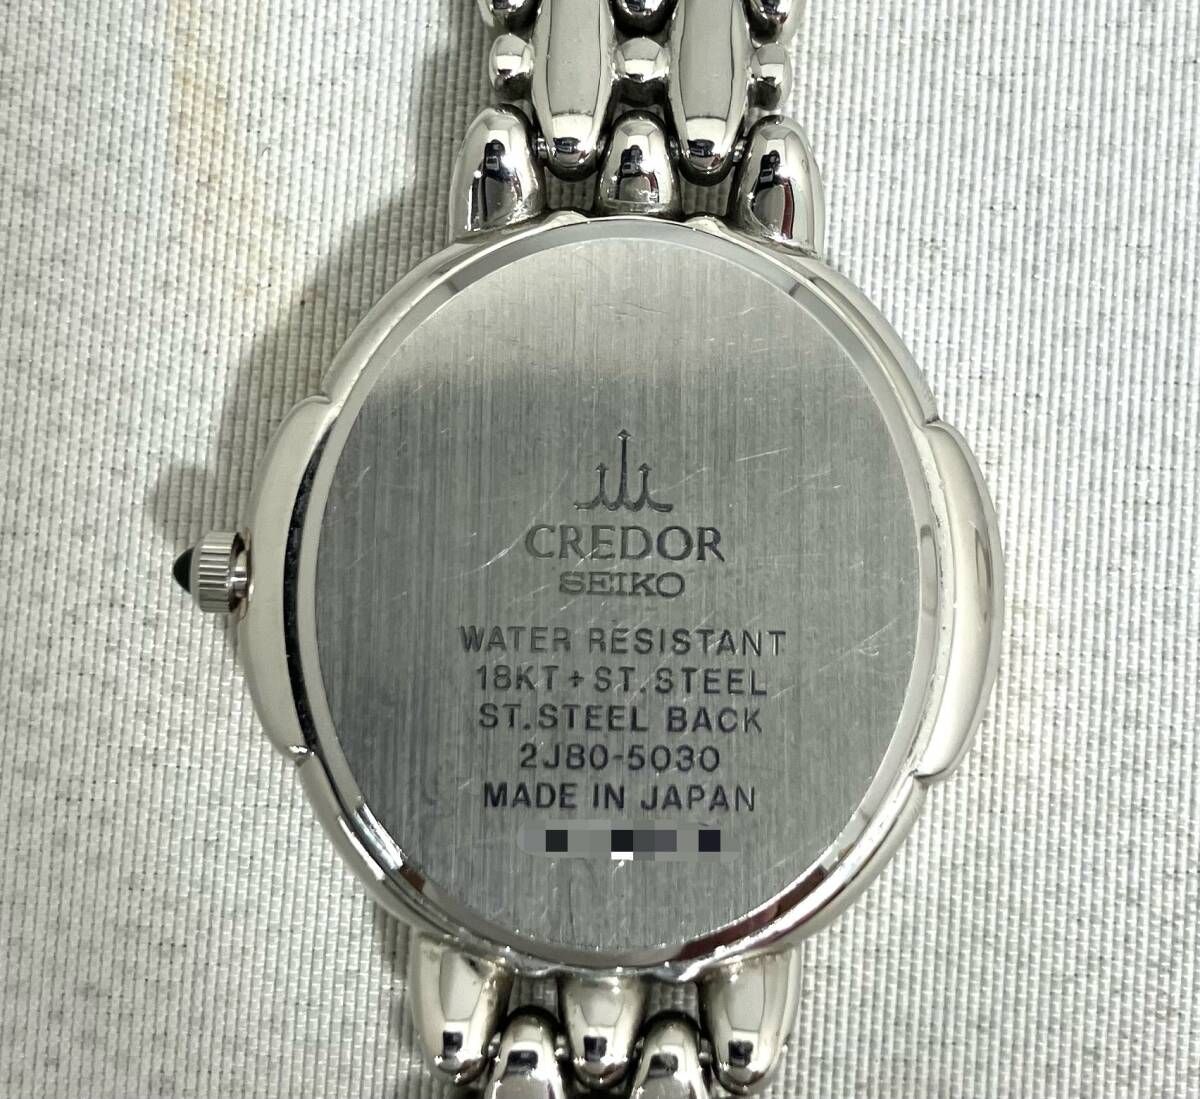 CREDOR
SEIKO
WATER RESISTANT
18KT + ST.STEEL
ST.STEEL BACK
2J80-5030
MADE IN JAPAN